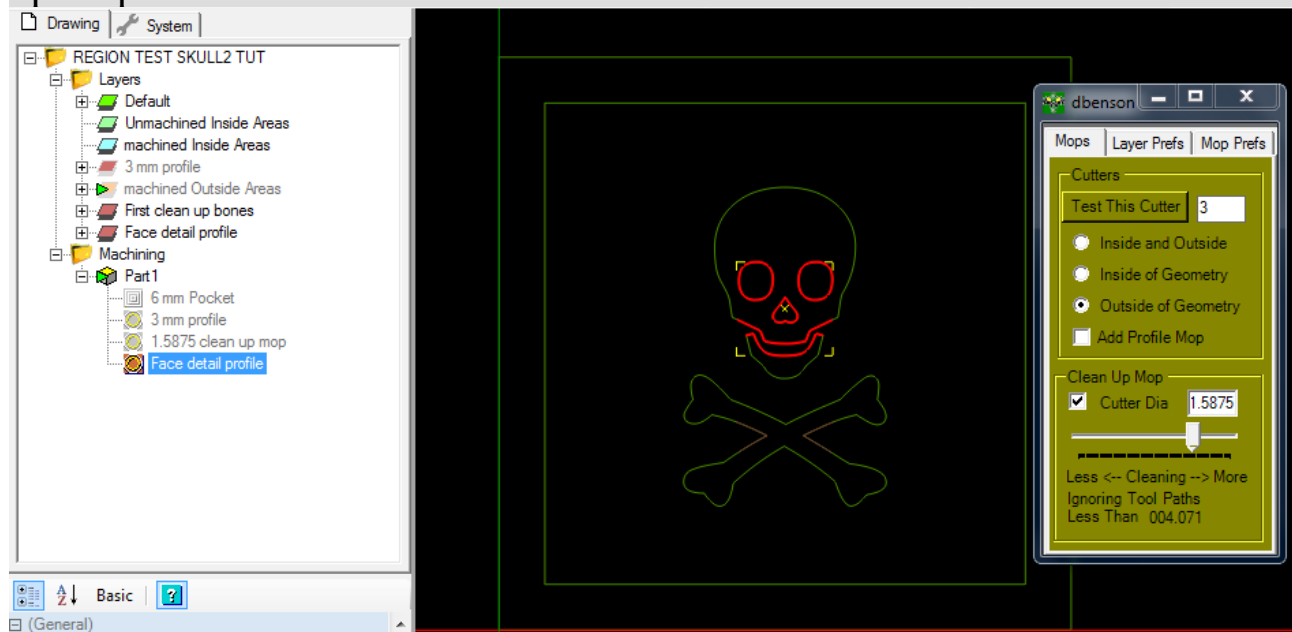 Drawing System
REGION TEST SKULL2 TUT
Layers
Default
Unmachined Inside Areas
machined Inside Areas
3 mm profile
machined Outside Areas
First clean up bones
Face detail profile
Machining
Part1
6 mm Pocket
3 mm profile
1.5875 clean up mop
Face detail profile
A Z Basic ?
(General)
dbenson
Mops Layer Prefs Mop Prefs
Cutters
Test This Cutter 3
Inside and Outside
Inside of Geometry
Outside of Geometry
Add Profile Mop
Clean Up Mop
Cutter Dia 1.5875
Less <-- Cleaning --> More
Ignoring Tool Paths
Less Than 004.071